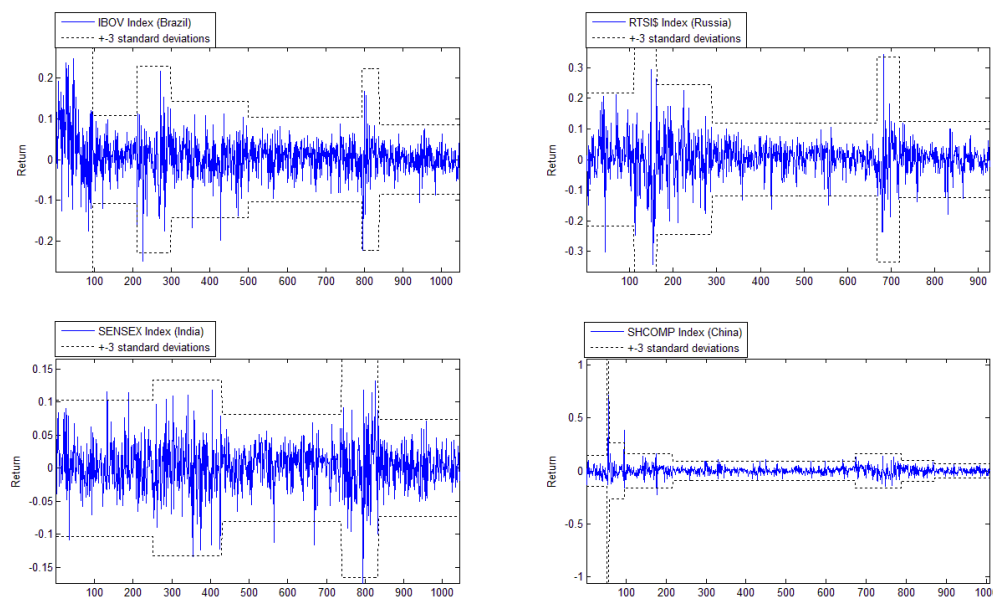 IBOV Index (Brazil)
+-3 standard deviations
0.2
0.1
0
-0.1
-0.2
Return
100 200 300 400 500 600 700 800 900 1000
RTSI$ Index (Russia)
+-3 standard deviations
0.3
0.2
0.1
0
-0.1
-0.2
-0.3
Return
100 200 300 400 500 600 700 800 900
SENSEX Index (India)
+-3 standard deviations
0.15
0.1
0.05
0
-0.05
-0.1
-0.15
Return
100 200 300 400 500 600 700 800 900 1000
SHCOMP Index (China)
+-3 standard deviations
1
0.5
0
-0.5
-1
Return
100 200 300 400 500 600 700 800 900 1000